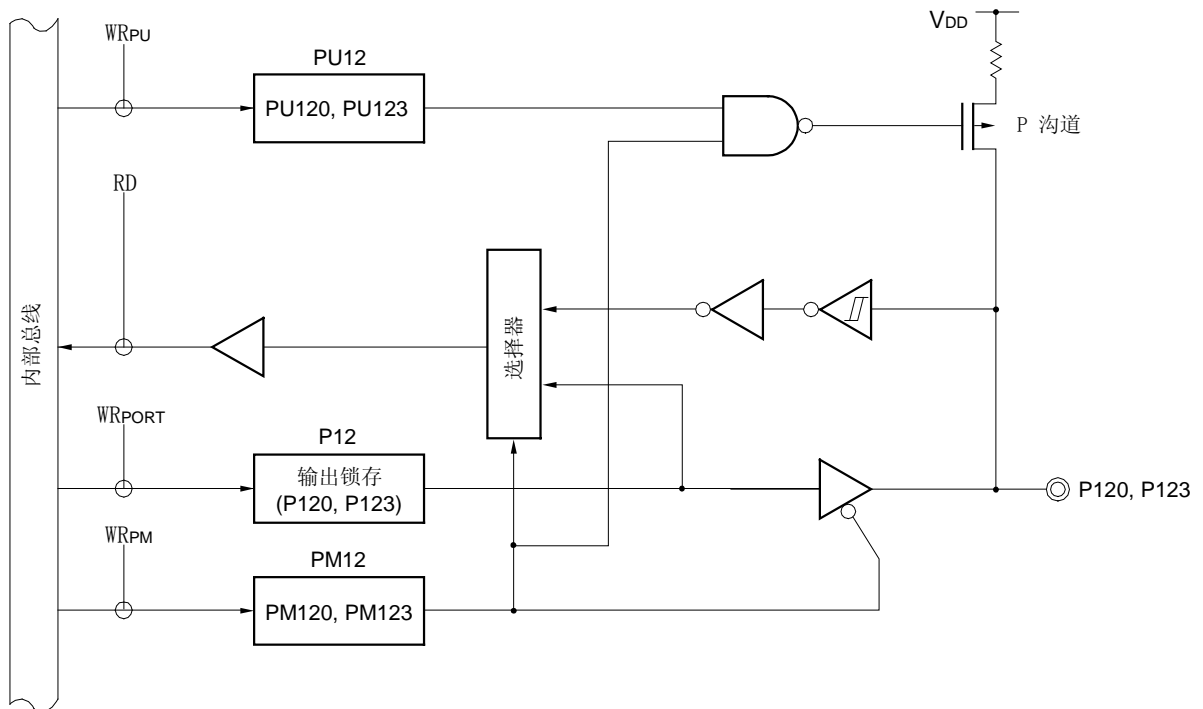 VDD
WRPU
PU12
PU120, PU123
P 沟道
RD
内部总线
选择器
WRPORT
P12
输出锁存
(P120, P123)
P120, P123
WRPM
PM12
PM120, PM123